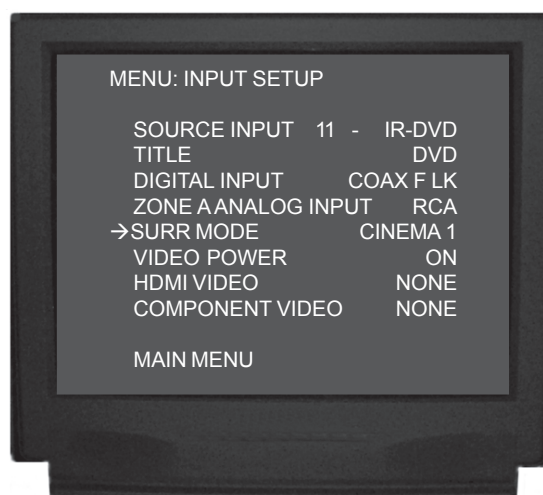 MENU: INPUT SETUP
SOURCE INPUT 11 - IR-DVD
TITLE DVD
DIGITAL INPUT COAX F LK
ZONE A ANALOG INPUT RCA
→SURR MODE CINEMA 1
VIDEO POWER ON
HDMI VIDEO NONE
COMPONENT VIDEO NONE
MAIN MENU